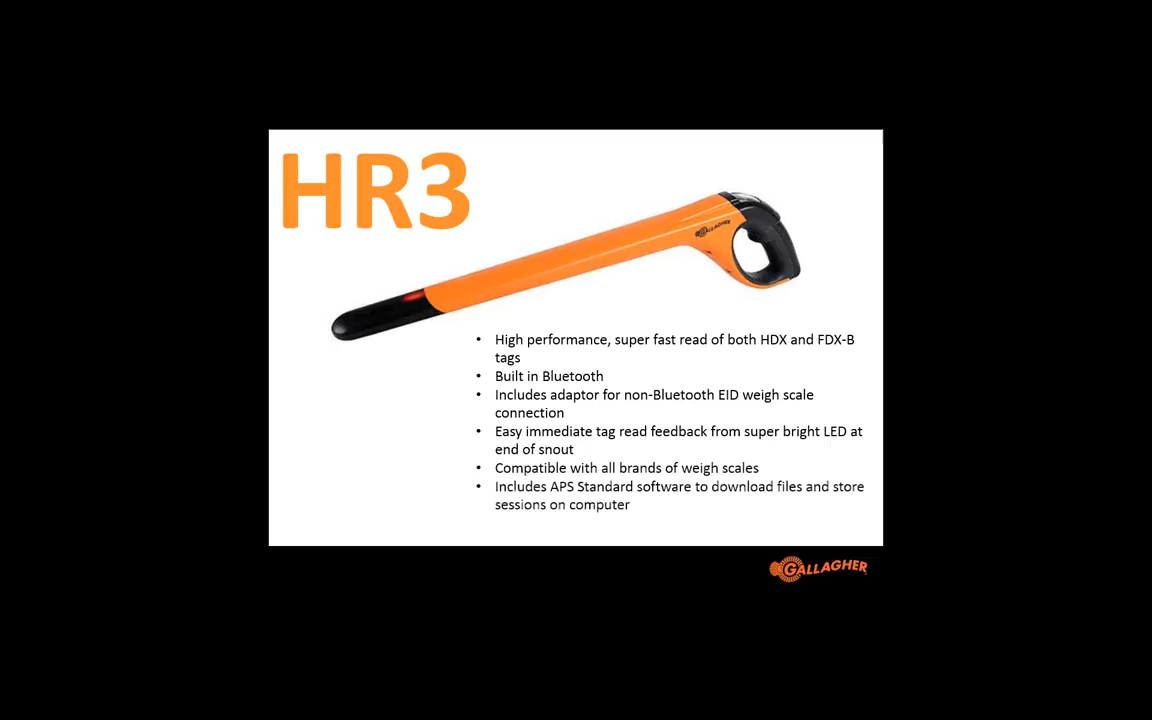 HR3
GALLAGHER
• High performance, super fast read of both HDX and FDX-B
tags
• Built in Bluetooth
• Includes adaptor for non-Bluetooth EID weigh scale
connection
• Easy immediate tag read feedback from super bright LED at
end of snout
• Compatible with all brands of weigh scales
• Includes APS Standard software to download files and store
sessions on computer
GALLAGHER